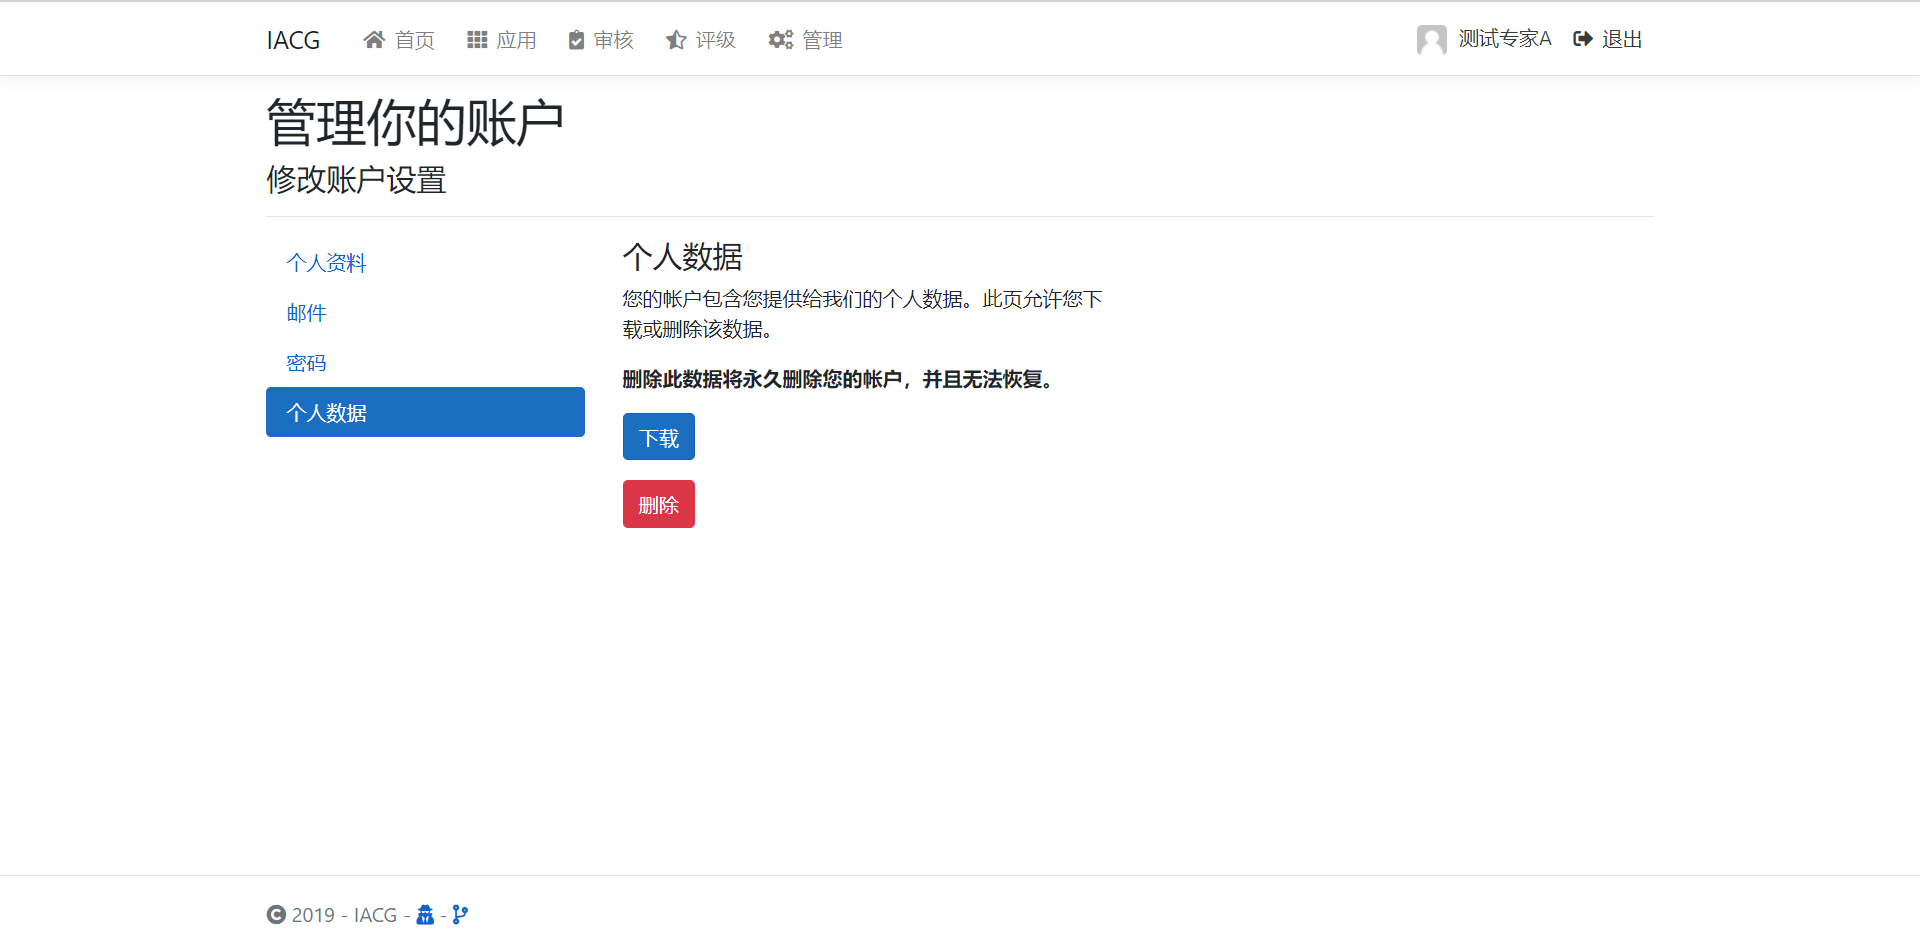 IACG 首页 应用 审核 评级 管理 测试专家A 退出
管理你的账户
修改账户设置
个人资料
邮件
密码
个人数据
个人数据
您的帐户包含您提供给我们的个人数据。此页允许您下
载或删除该数据。
删除此数据将永久删除您的帐户，并且无法恢复。
下载
删除
© 2019 - IACG - -